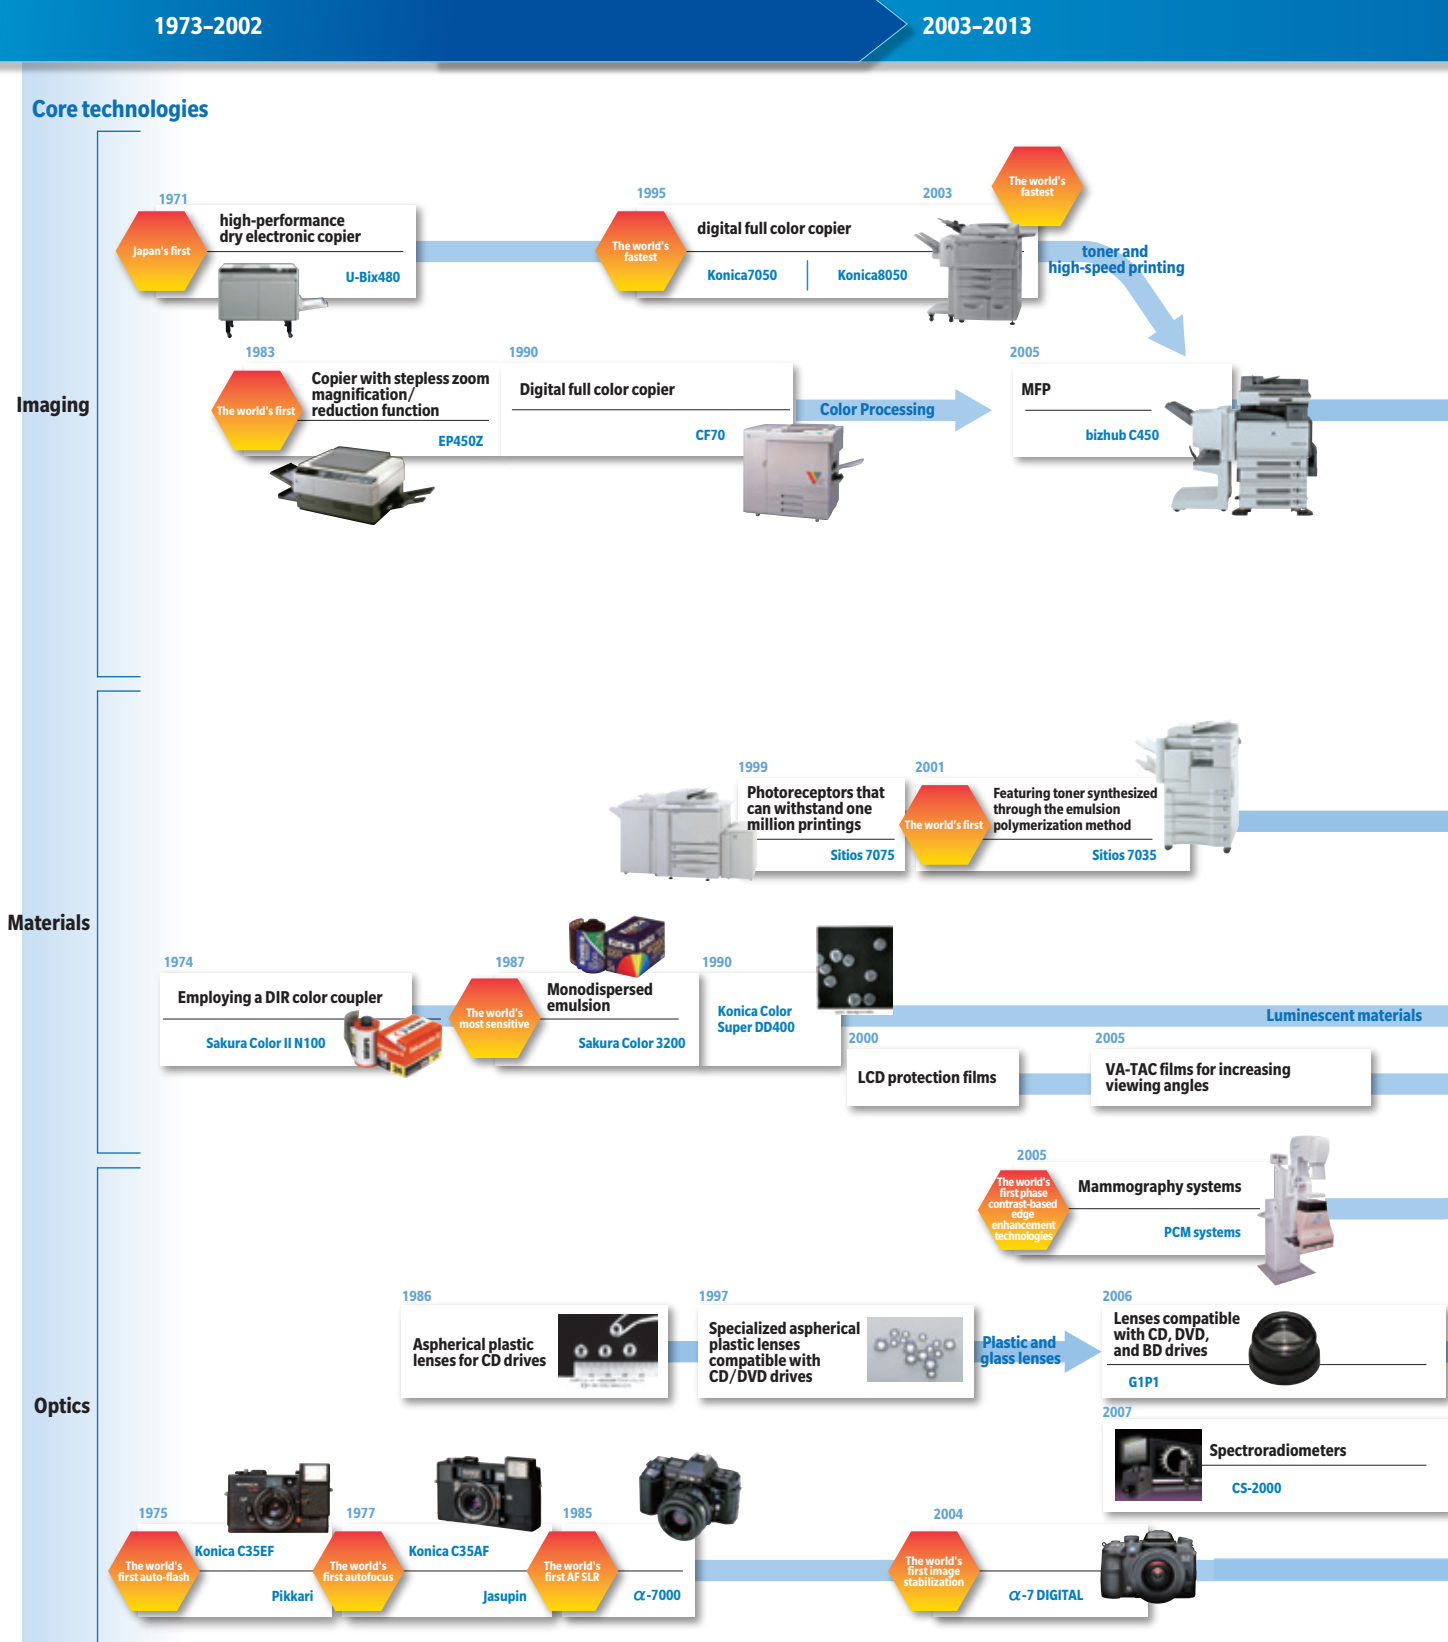 1973–2002
2003–2013
Core technologies
Imaging
1971
Japan's first
high-performance
dry electronic copier
U-Bix480
1995
The world's
fastest
digital full color copier
Konica7050
Konica8050
2003
The world's
fastest
toner and
high-speed printing
1983
The world's first
Copier with stepless zoom
magnification/
reduction function
EP450Z
1990
Digital full color copier
CF70
Color Processing
2005
MFP
bizhub C450
Materials
1999
Photoreceptors that
can withstand one
million printings
Sitios 7075
2001
The world's first
Featuring toner synthesized
through the emulsion
polymerization method
Sitios 7035
1974
Employing a DIR color coupler
Sakura Color II N100
1987
The world's
most sensitive
Monodispersed
emulsion
Sakura Color 3200
1990
Konica Color
Super DD400
Luminescent materials
2000
LCD protection films
2005
VA-TAC films for increasing
viewing angles
Optics
2005
The world's
first phase
contrast-based
edge
enhancement
technologies
Mammography systems
PCM systems
1986
Aspherical plastic
lenses for CD drives
1997
Specialized aspherical
plastic lenses
compatible with
CD/DVD drives
Plastic and
glass lenses
2006
Lenses compatible
with CD, DVD,
and BD drives
G1P1
2007
Spectroradiometers
CS-2000
1975
The world's
first auto-flash
Konica C35EF
Pikkari
1977
The world's
first autofocus
Konica C35AF
Jasupin
1985
The world's
first AF SLR
α-7000
2004
The world's
first image
stabilization
α-7 DIGITAL